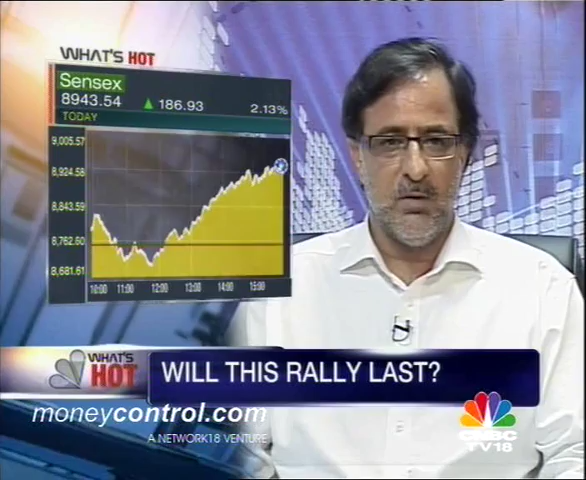 WHAT'S HOT
Sensex
8943.54 ▲ 186.93 2.13%
TODAY
9,005.57
8,924.58
8,843.59
8,762.60
8,681.61
10:00 11:00 12:00 13:00 14:00 15:00
WHAT'S
HOT
WILL THIS RALLY LAST?
moneycontrol.com
A NETWORK18 VENTURE
CNBC
TV18